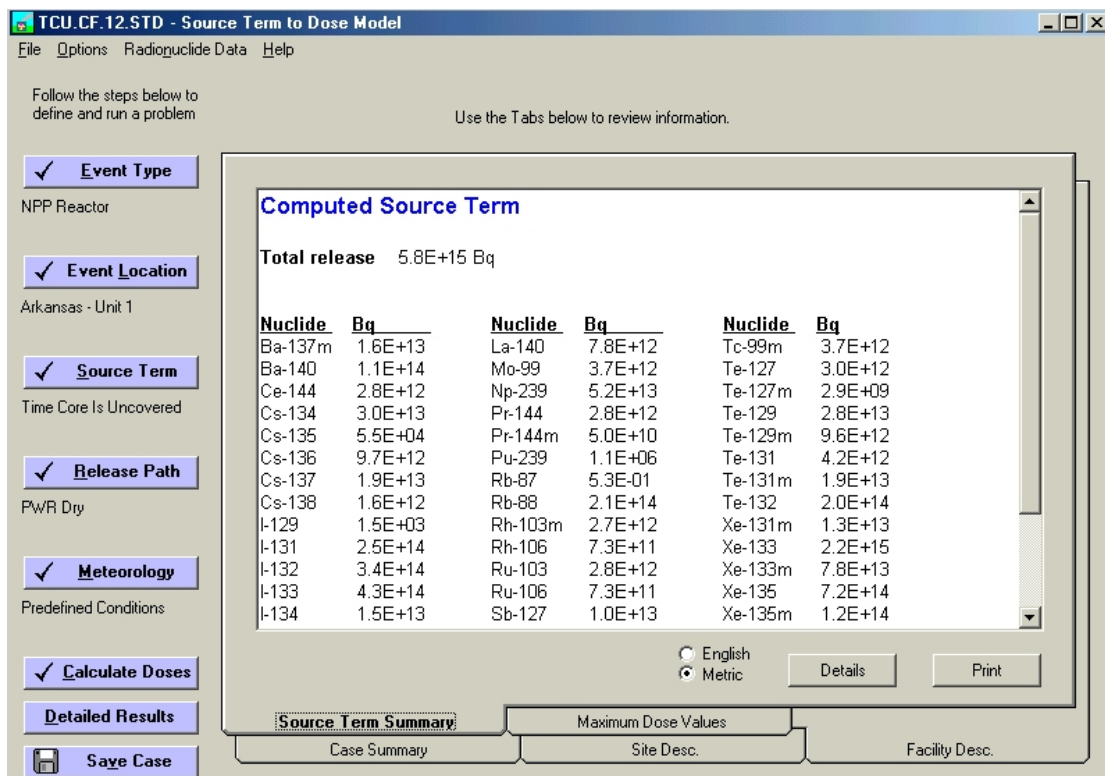 TCU.CF.12.STD - Source Term to Dose Model
File Options Radionuclide Data Help
Follow the steps below to
define and run a problem
Use the Tabs below to review information.
Event Type
NPP Reactor
Event Location
Arkansas - Unit 1
Source Term
Time Core Is Uncovered
Release Path
PWR Dry
Meteorology
Predefined Conditions
Calculate Doses
Detailed Results
Save Case
Computed Source Term
Total release 5.8E+15 Bq
Nuclide Bq Nuclide Bq Nuclide Bq
Ba-137m 1.6E+13 La-140 7.8E+12 Tc-99m 3.7E+12
Ba-140 1.1E+14 Mo-99 3.7E+12 Te-127 3.0E+12
Ce-144 2.8E+12 Np-239 5.2E+13 Te-127m 2.9E+09
Cs-134 3.0E+13 Pr-144 2.8E+12 Te-129 2.8E+13
Cs-135 5.5E+04 Pr-144m 5.0E+10 Te-129m 9.6E+12
Cs-136 9.7E+12 Pu-239 1.1E+06 Te-131 4.2E+12
Cs-137 1.9E+13 Rb-87 5.3E-01 Te-131m 1.9E+13
Cs-138 1.6E+12 Rb-88 2.1E+14 Te-132 2.0E+14
I-129 1.5E+03 Rh-103m 2.7E+12 Xe-131m 1.3E+13
I-131 2.5E+14 Rh-106 7.3E+11 Xe-133 2.2E+15
I-132 3.4E+14 Ru-103 2.8E+12 Xe-133m 7.8E+13
I-133 4.3E+14 Ru-106 7.3E+11 Xe-135 7.2E+14
I-134 1.5E+13 Sb-127 1.0E+13 Xe-135m 1.2E+14
English
Metric
Details
Print
Source Term Summary
Maximum Dose Values
Case Summary
Site Desc.
Facility Desc.